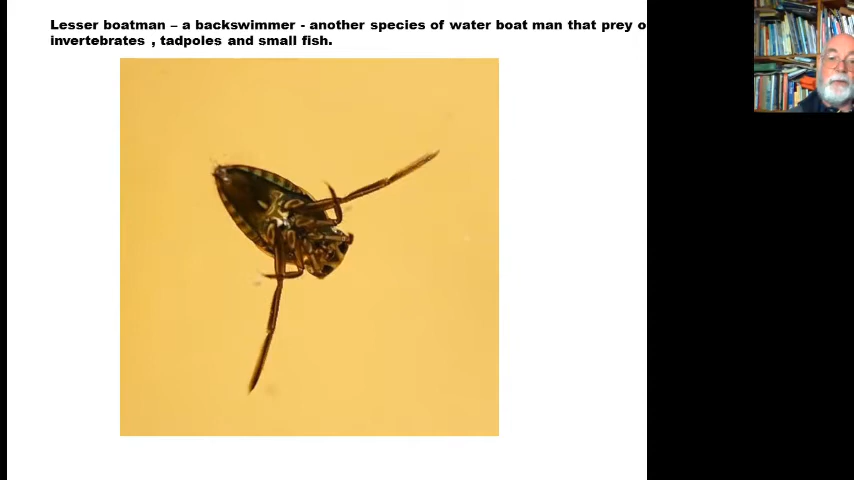 Lesser boatman – a backswimmer - another species of water boat man that prey o
invertebrates , tadpoles and small fish.